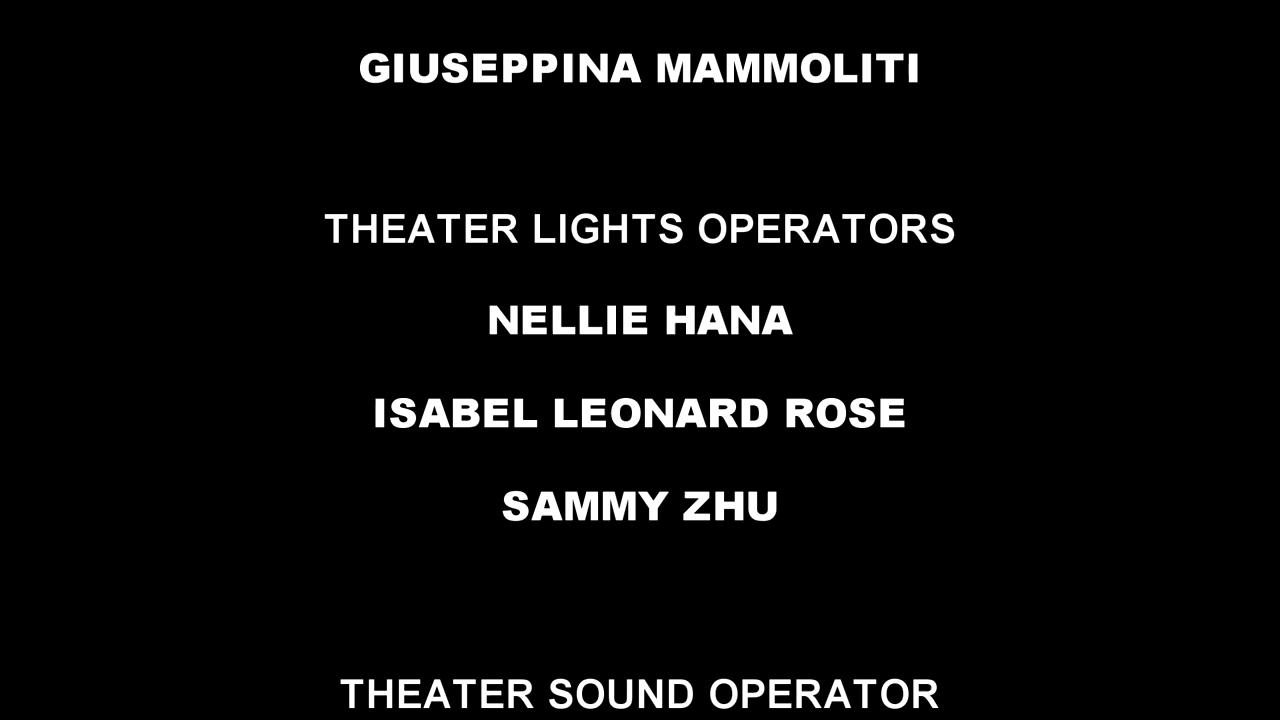 GIUSEPPINA MAMMOLITI
THEATER LIGHTS OPERATORS
NELLIE HANA
ISABEL LEONARD ROSE
SAMMY ZHU
THEATER SOUND OPERATOR